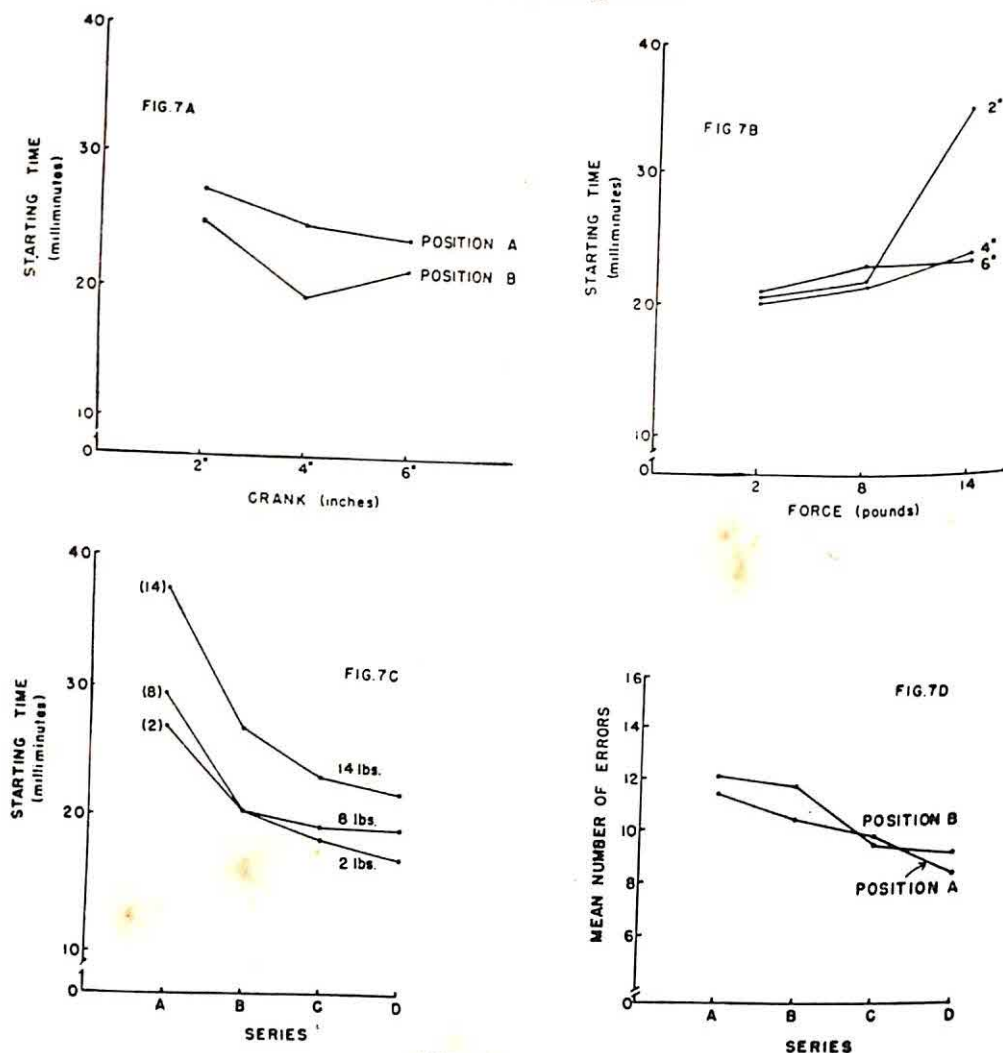 40
30
20
10
0
STARTING TIME
(milliminutes)
FIG.7A
POSITION A
POSITION B
2"
4"
6"
CRANK (inches)
40
30
20
10
0
STARTING TIME
(milliminutes)
FIG 7B
2"
4"
6"
2
8
14
FORCE (pounds)
40
30
20
10
0
STARTING TIME
(milliminutes)
FIG.7C
(14)
(8)
(2)
14 lbs.
8 lbs.
2 lbs.
A
B
C
D
SERIES
16
14
12
10
8
6
0
MEAN NUMBER OF ERRORS
FIG.7D
POSITION B
POSITION A
A
B
C
D
SERIES